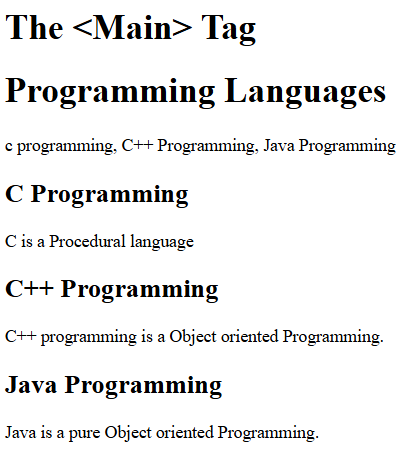 The <Main> Tag
Programming Languages
c programming, C++ Programming, Java Programming
C Programming
C is a Procedural language
C++ Programming
C++ programming is a Object oriented Programming.
Java Programming
Java is a pure Object oriented Programming.